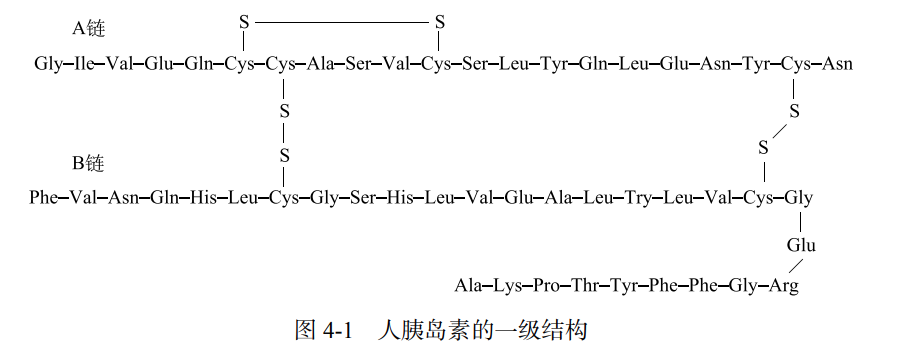 A链
S S
Gly–Ile–Val–Glu–Gln–Cys–Cys–Ala–Ser–Val–Cys–Ser–Leu–Tyr–Gln–Leu–Glu–Asn–Tyr–Cys–Asn
S S
S S
B链
Phe–Val–Asn–Gln–His–Leu–Cys–Gly–Ser–His–Leu–Val–Glu–Ala–Leu–Try–Leu–Val–Cys–Gly
Glu
Ala–Lys–Pro–Thr–Tyr–Phe–Phe–Gly–Arg
图 4-1 人胰岛素的一级结构